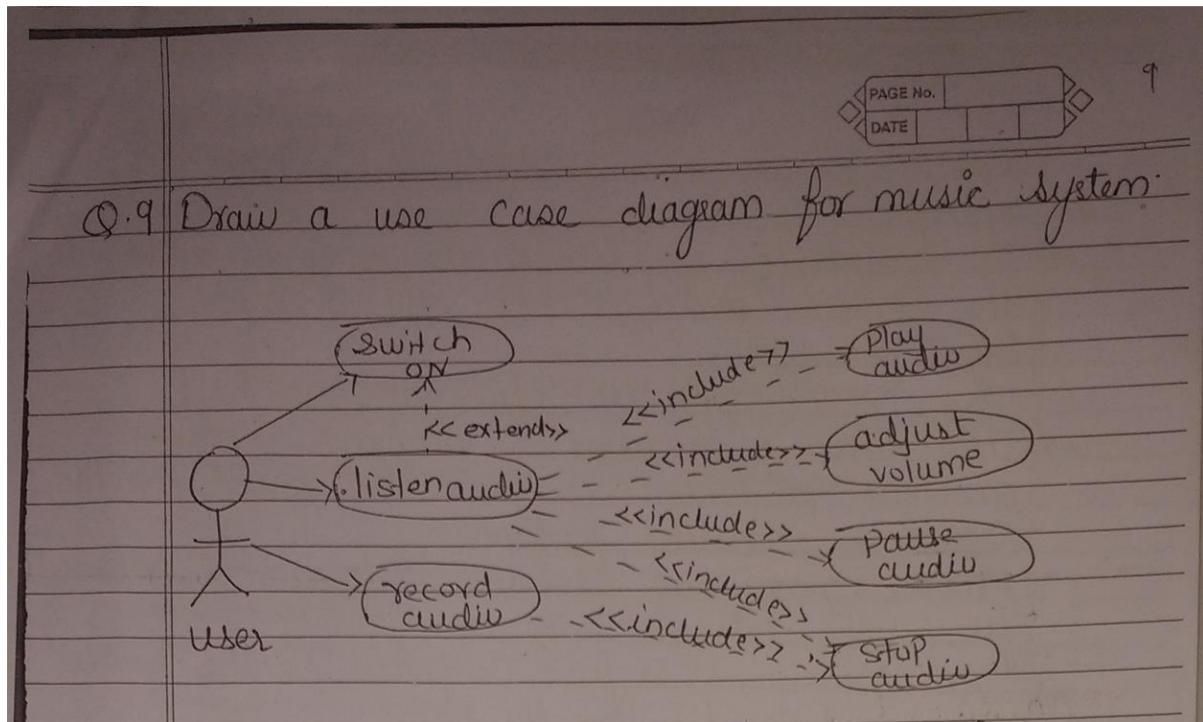 9
PAGE No.
DATE
Q.9 Draw a use case diagram for music system.
switch
ON
<<include>>
play
audio
<<extend>>
<<include>>
adjust
volume
listen audio
<<include>>
pause
audio
<<include>>
record
audio
<<include>>
stop
audio
user